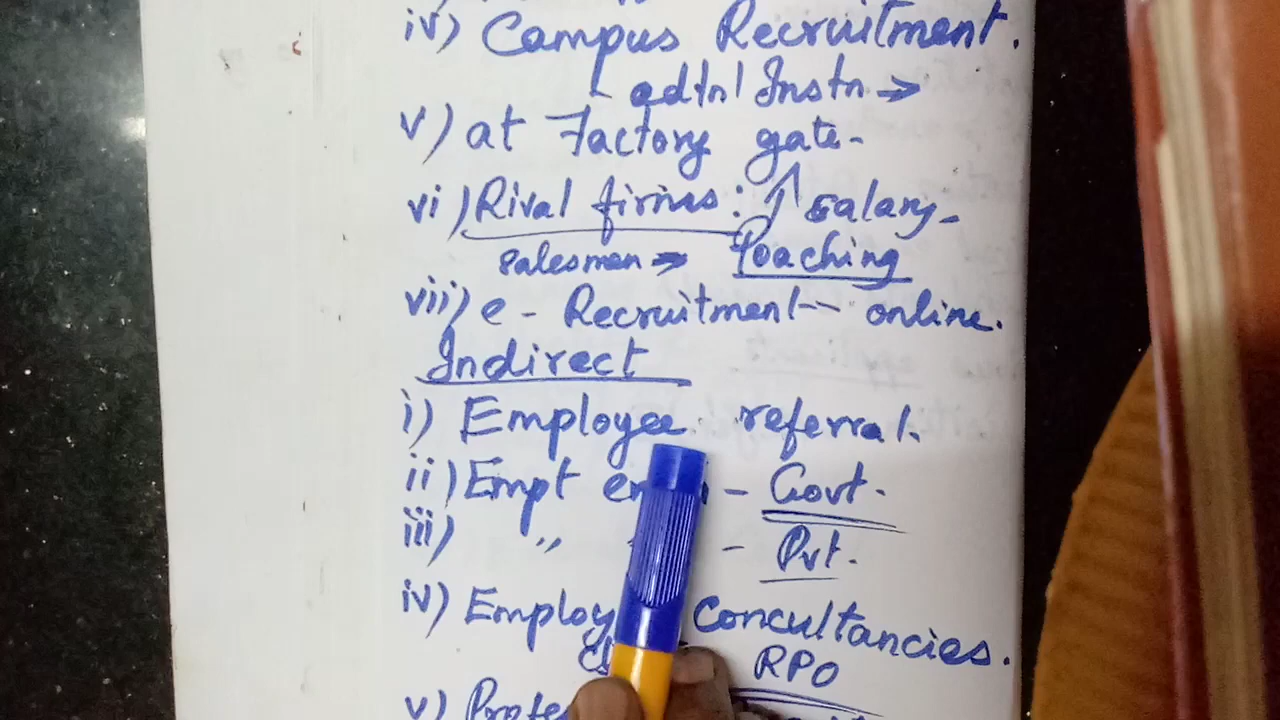 iv) Campus Recruitment.
adtnl Instn →
v) at Factory gate-
vi) Rival firms: ↑ salary-
salesmen ⇒ Poaching
vii) e - Recruitment-- online.
Indirect
i) Employee referral.
ii) Empt - Govt.
iii) ,, - Pvt.
iv) Concultancies.
RPO
v)